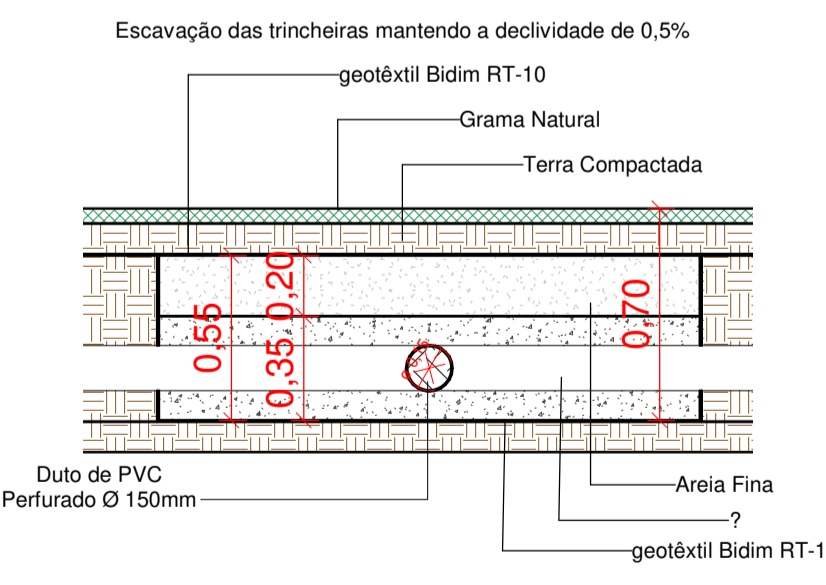 Escavação das trincheiras mantendo a declividade de 0,5%
geotêxtil Bidim RT-10
Grama Natural
Terra Compactada
0,55
0,20
0,35
0,70
Duto de PVC
Perfurado Ø 150mm
Areia Fina
?
geotêxtil Bidim RT-1